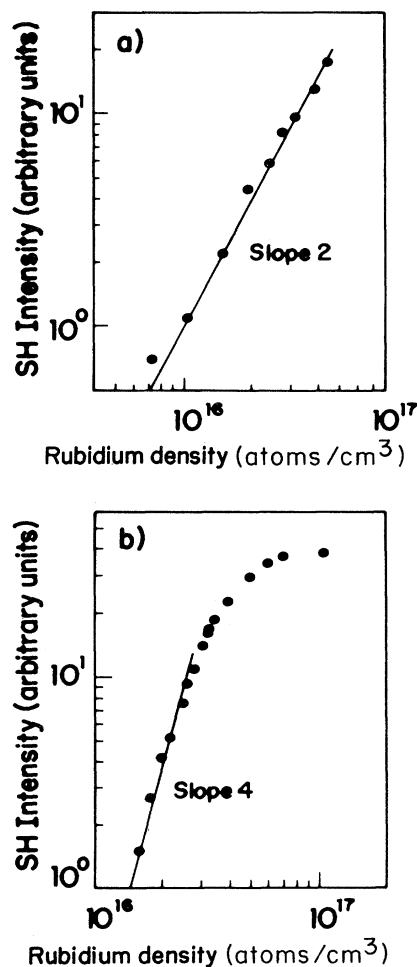 a)
SH Intensity (arbitrary units)
10¹
10⁰
Slope 2
10¹⁶
10¹⁷
Rubidium density (atoms/cm³)
b)
SH Intensity (arbitrary units)
10¹
10⁰
Slope 4
10¹⁶
10¹⁷
Rubidium density (atoms/cm³)